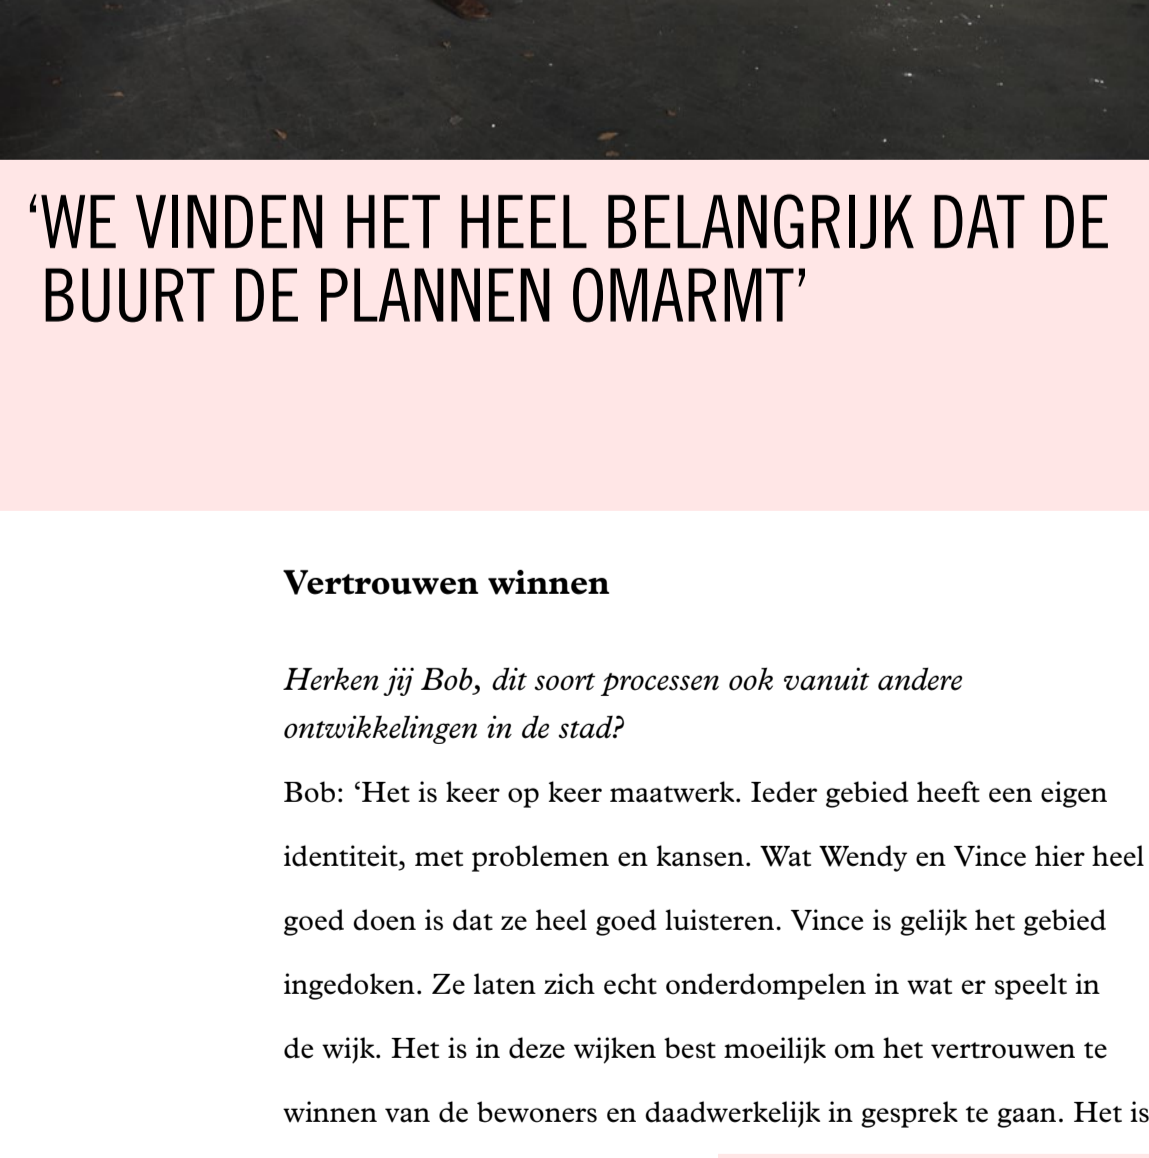 ‘WE VINDEN HET HEEL BELANGRIJK DAT DE
BUURT DE PLANNEN OMARMT’
Vertrouwen winnen
Herken jij Bob, dit soort processen ook vanuit andere
ontwikkelingen in de stad?
Bob: ‘Het is keer op keer maatwerk. Ieder gebied heeft een eigen
identiteit, met problemen en kansen. Wat Wendy en Vince hier heel
goed doen is dat ze heel goed luisteren. Vince is gelijk het gebied
ingedoken. Ze laten zich echt onderdompelen in wat er speelt in
de wijk. Het is in deze wijken best moeilijk om het vertrouwen te
winnen van de bewoners en daadwerkelijk in gesprek te gaan. Het is